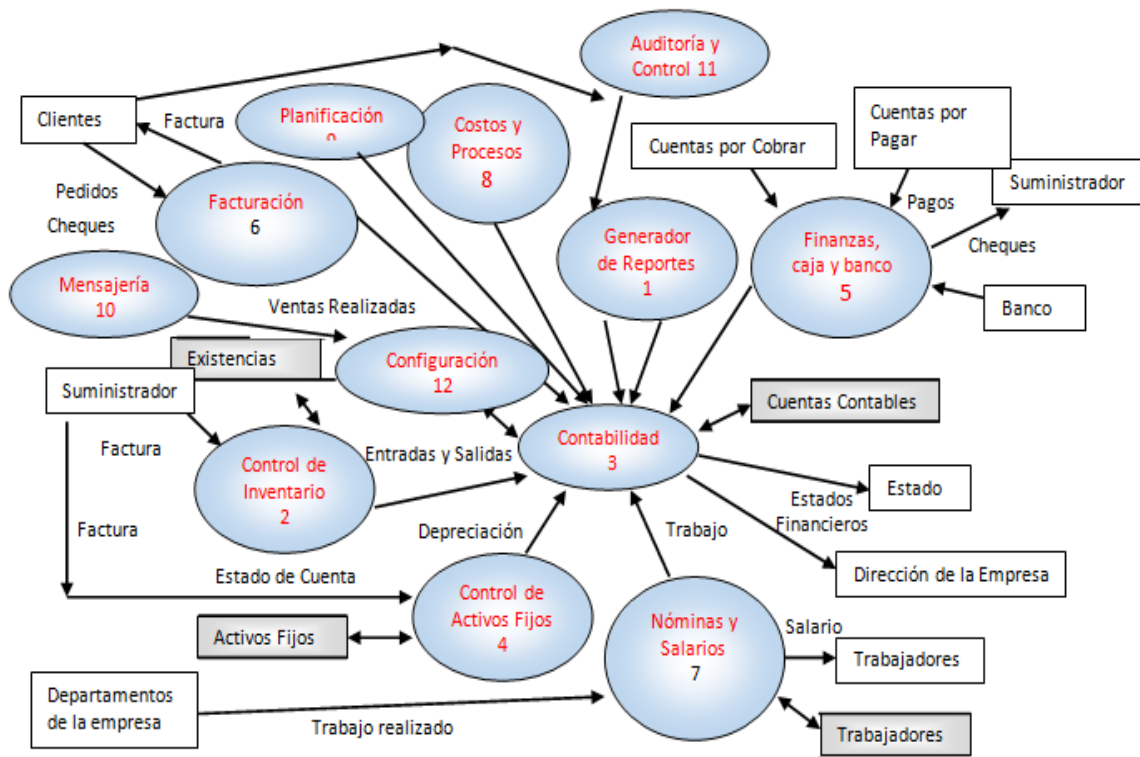 Auditoría y
Control 11
Clientes
Factura
Planificación
Costos y
Procesos
8
Cuentas por Cobrar
Cuentas por
Pagar
Suministrador
Pedidos
Cheques
Facturación
6
Generador
de Reportes
1
Finanzas,
caja y banco
5
Pagos
Cheques
Mensajería
10
Ventas Realizadas
Banco
Existencias
Configuración
12
Suministrador
Cuentas Contables
Factura
Control de
Inventario
2
Entradas y Salidas
Contabilidad
3
Estado
Estados
Financieros
Factura
Depreciación
Trabajo
Estado de Cuenta
Control de
Activos Fijos
4
Dirección de la Empresa
Activos Fijos
Nóminas y
Salarios
7
Salario
Trabajadores
Departamentos
de la empresa
Trabajo realizado
Trabajadores